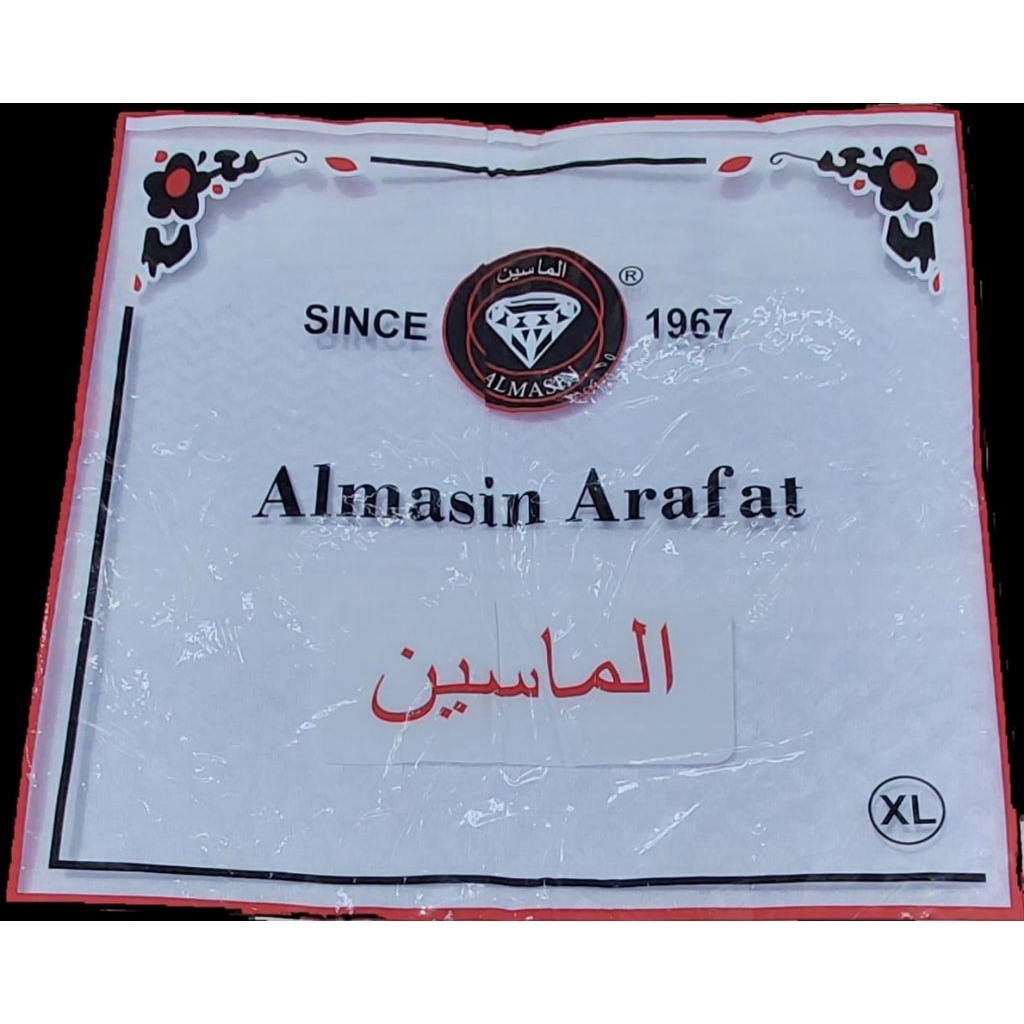 الماسين
®
SINCE 1967
ALMASIN
Almasin Arafat
الماسين
XL